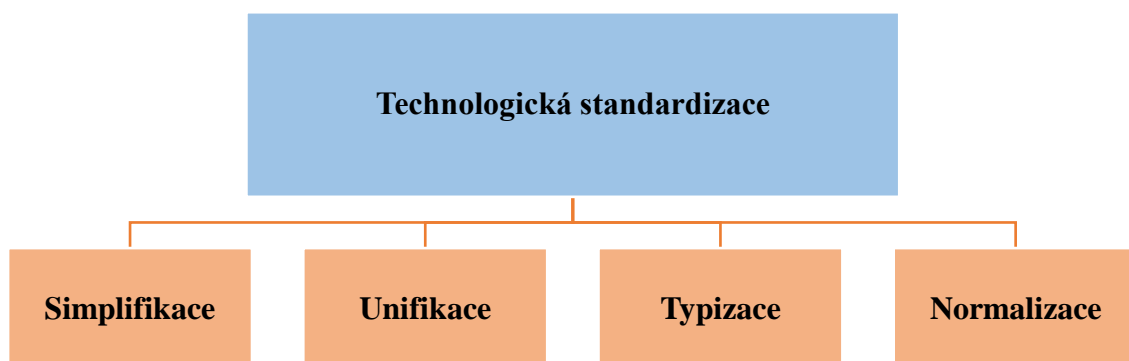 Technologická standardizace
Simplifikace
Unifikace
Typizace
Normalizace